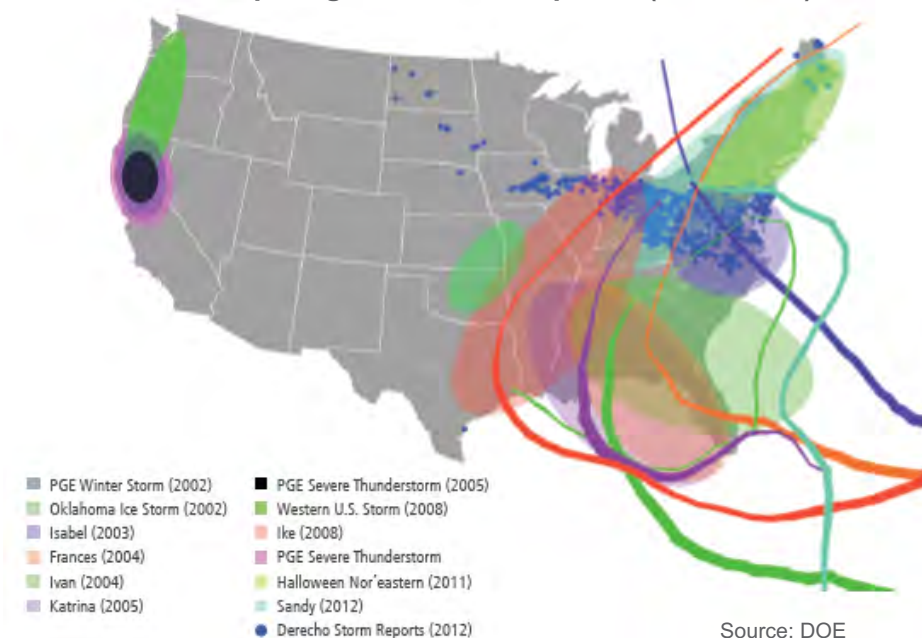 PGE Winter Storm (2002)
Oklahoma Ice Storm (2002)
Isabel (2003)
Frances (2004)
Ivan (2004)
Katrina (2005)
PGE Severe Thunderstorm (2005)
Western U.S. Storm (2008)
Ike (2008)
PGE Severe Thunderstorm
Halloween Nor'eastern (2011)
Sandy (2012)
Derecho Storm Reports (2012)
Source: DOE